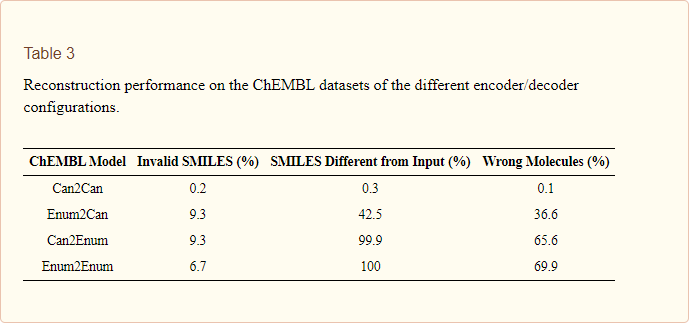 Table 3
Reconstruction performance on the ChEMBL datasets of the different encoder/decoder
configurations.
ChEMBL Model Invalid SMILES (%) SMILES Different from Input (%) Wrong Molecules (%)
Can2Can 0.2 0.3 0.1
Enum2Can 9.3 42.5 36.6
Can2Enum 9.3 99.9 65.6
Enum2Enum 6.7 100 69.9